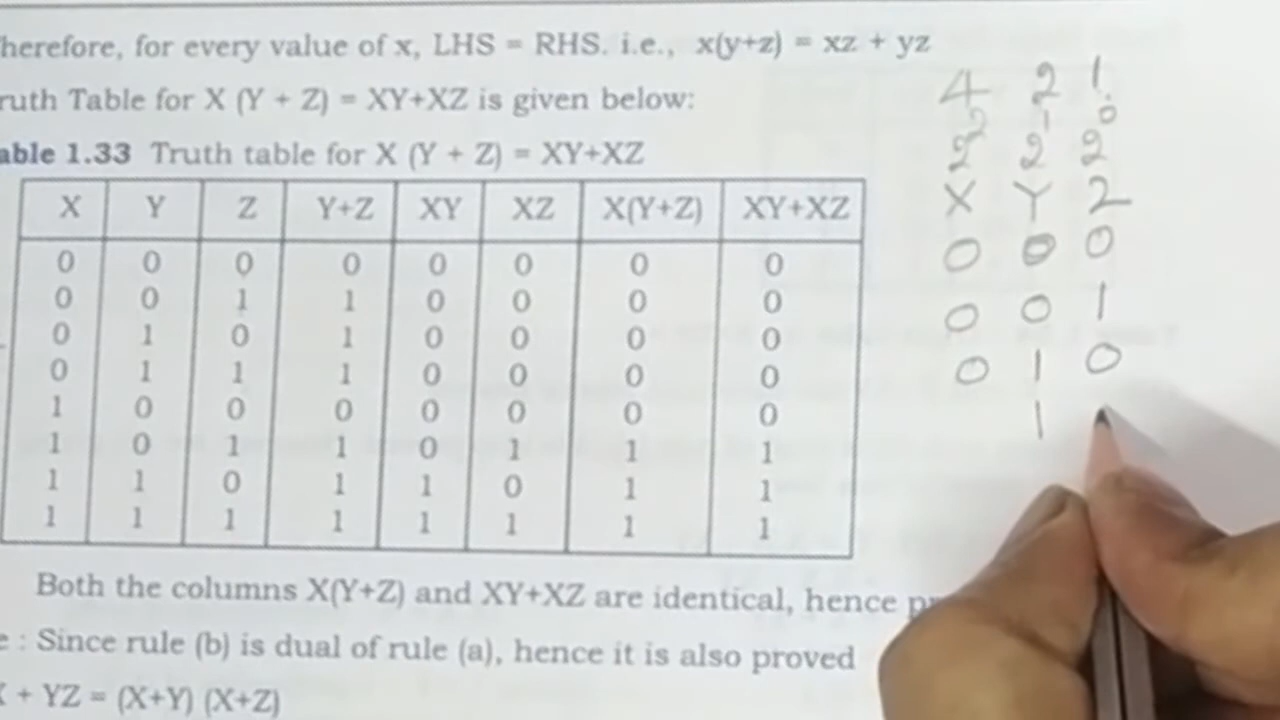 herefore, for every value of x, LHS = RHS. i.e., x(y+z) = xz + yz
ruth Table for X (Y + Z) = XY+XZ is given below:
able 1.33 Truth table for X (Y + Z) = XY+XZ
X Y Z Y+Z XY XZ X(Y+Z) XY+XZ
0 0 0 0 0 0 0 0
0 0 1 1 0 0 0 0
0 1 0 1 0 0 0 0
0 1 1 1 0 0 0 0
1 0 0 0 0 0 0 0
1 0 1 1 0 1 1 1
1 1 0 1 1 0 1 1
1 1 1 1 1 1 1 1
Both the columns X(Y+Z) and XY+XZ are identical, hence
e : Since rule (b) is dual of rule (a), hence it is also proved
X + YZ = (X+Y) (X+Z)
4 2 1
2² 2¹ 2⁰
X Y Z
0 0 0
0 0 1
0 1 0
1